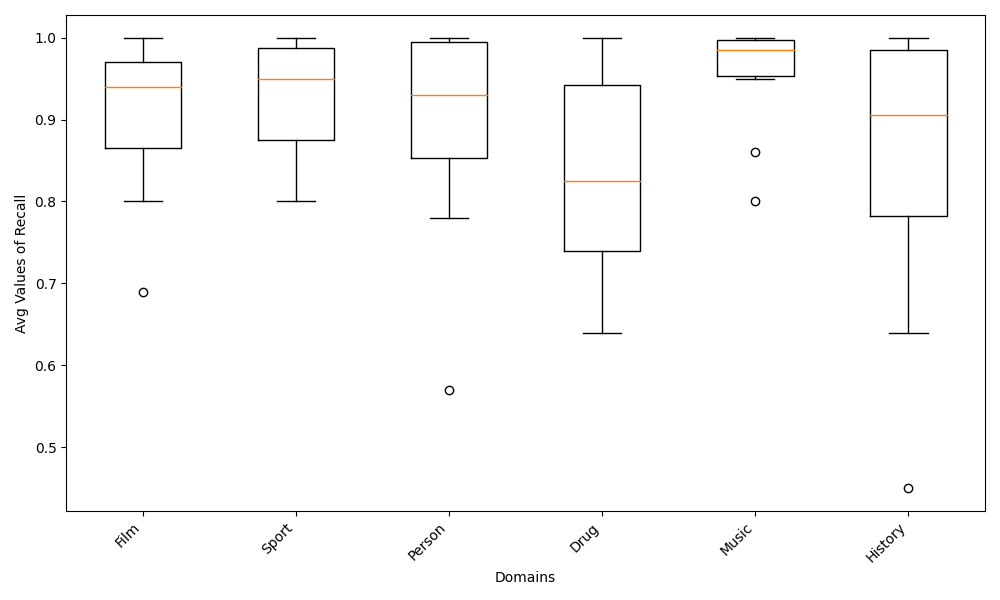 Avg Values of Recall
1.0
0.9
0.8
0.7
0.6
0.5
Film
Sport
Person
Drug
Music
History
Domains